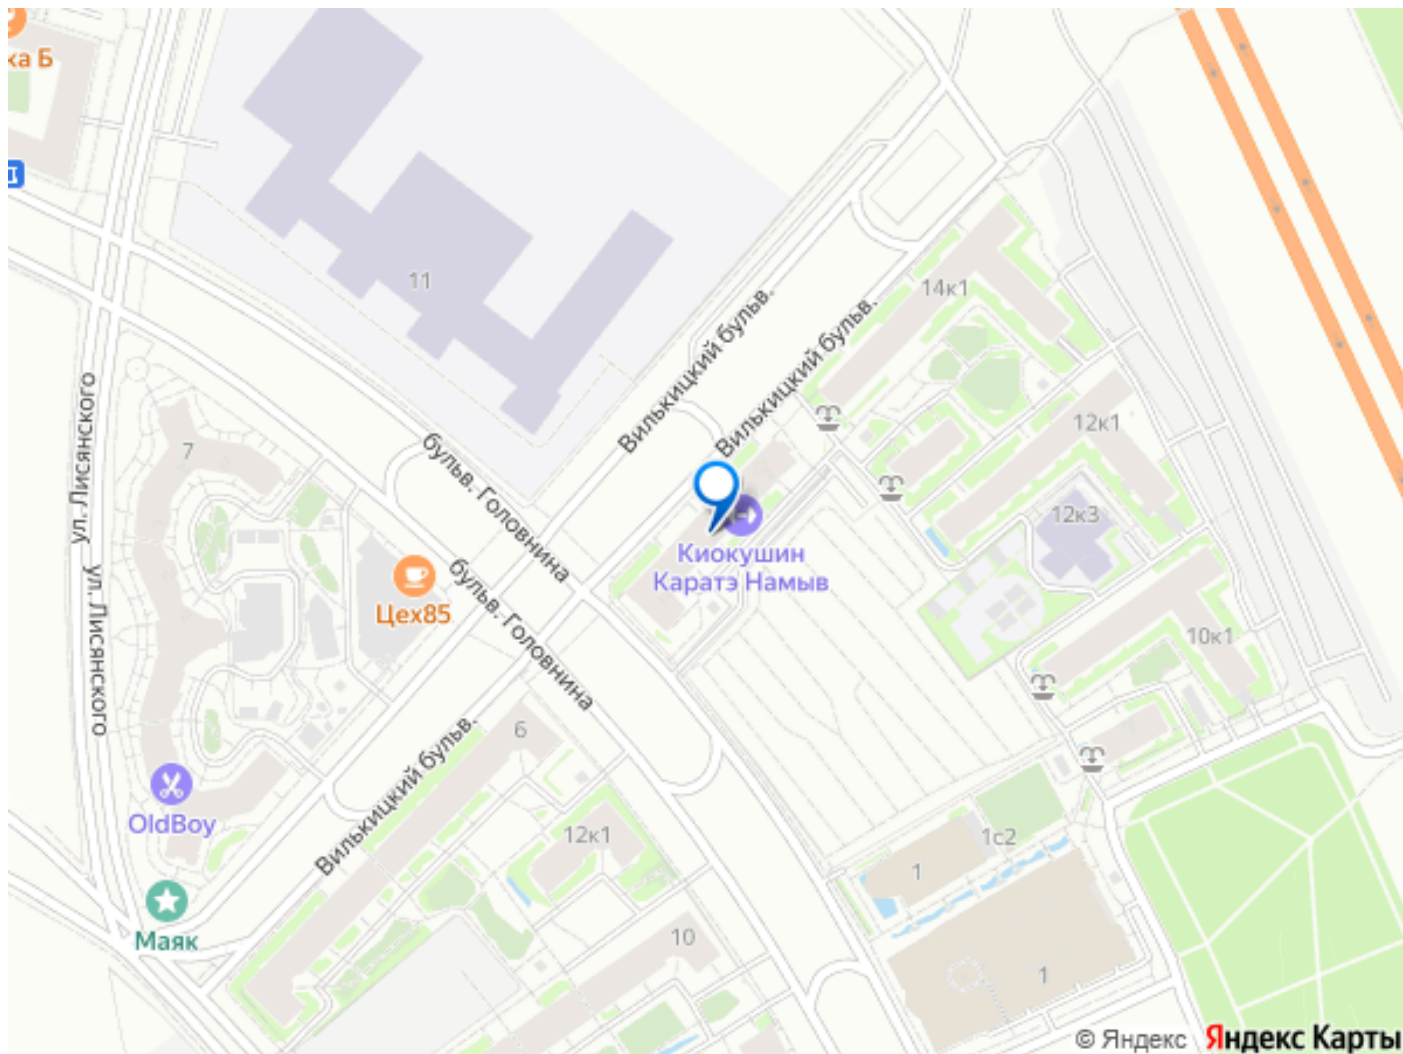 ка Б
11
14к1
Вилькицкий бульв.
Вилькицкий бульв.
ул. Лисянского
12к1
7
бульв. Головнина
12к3
Киокушин
Каратэ Намыв
Цех85
бульв. Головнина
ул. Лисянского
10к1
6
Вилькицкий бульв.
OldBoy
12к1
1с2
1
Маяк
10
1
© Яндекс Яндекс Карты